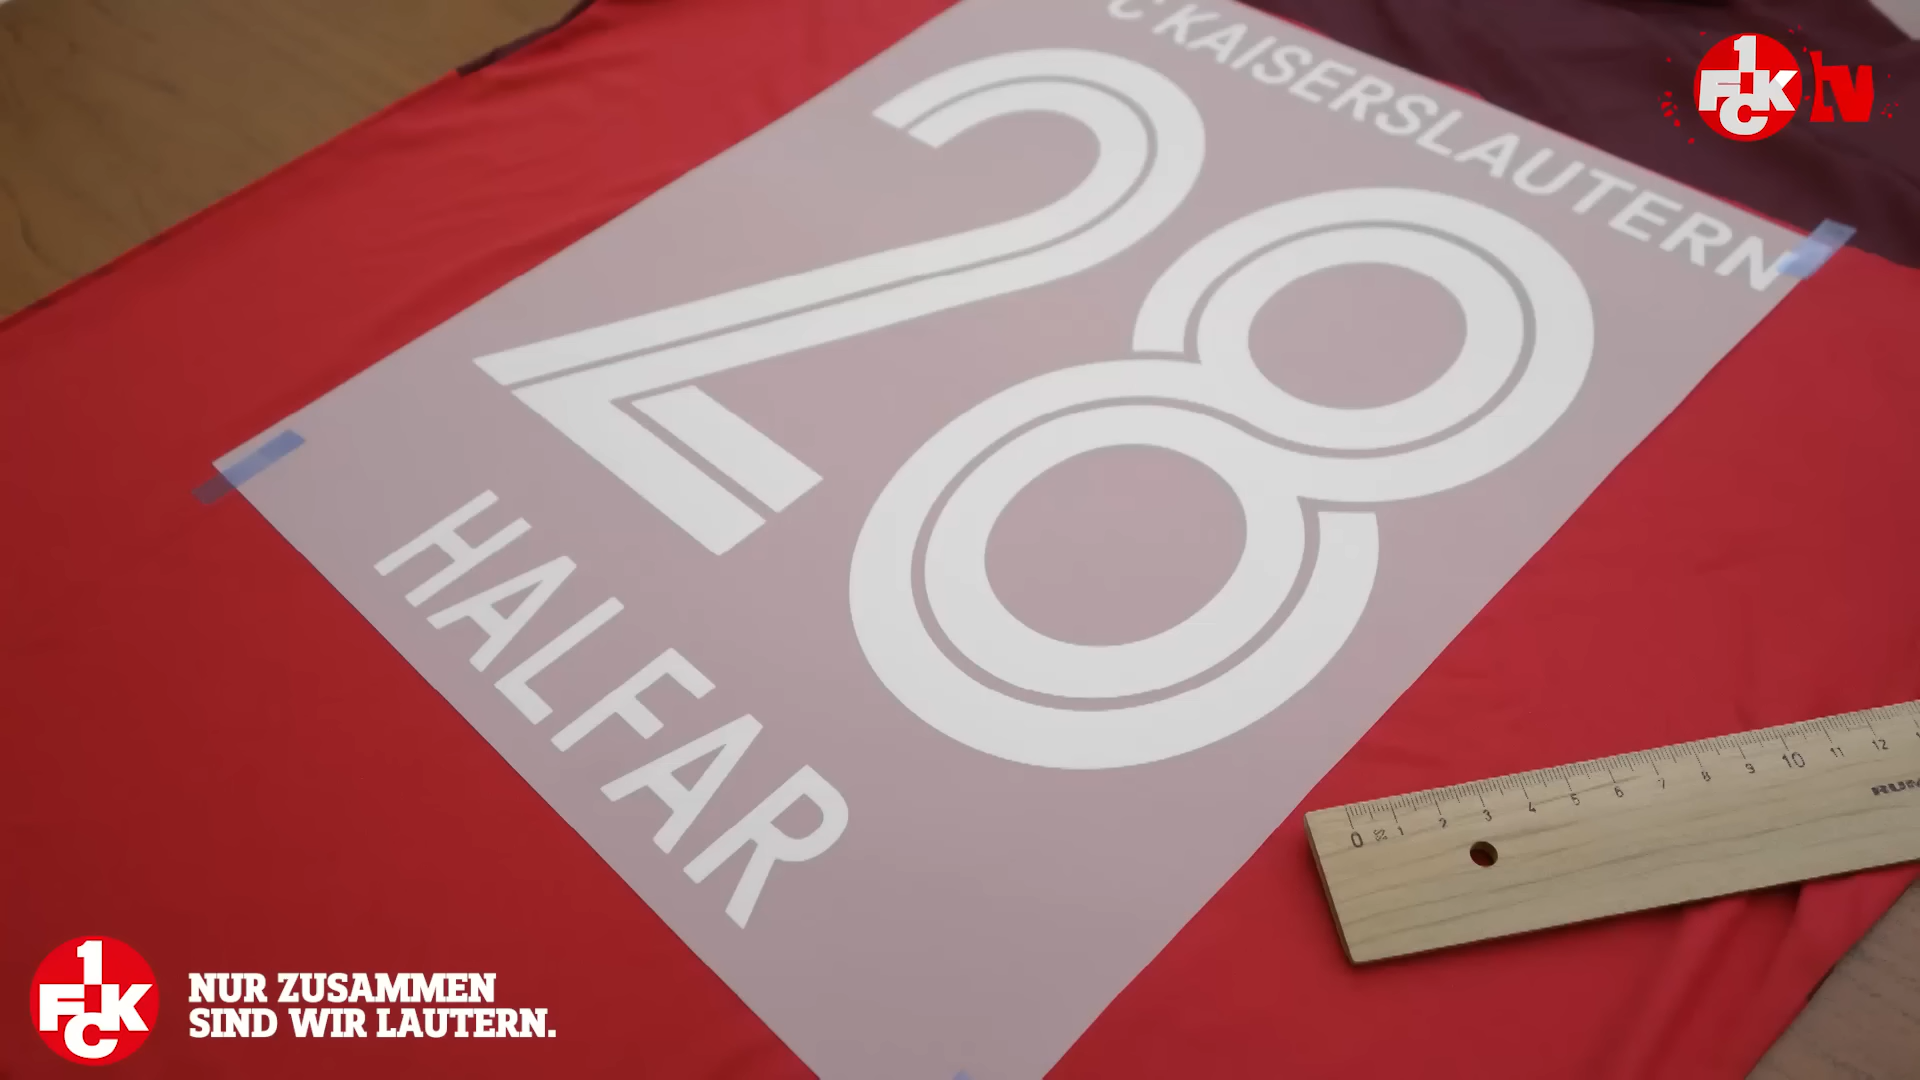 C KAISERSLAUTERN
28
HALFAR
1
FCK
tv
0 1 2 3 4 5 6 7 8 9 10 11 12
1
FCK
NUR ZUSAMMEN
SIND WIR LAUTERN.